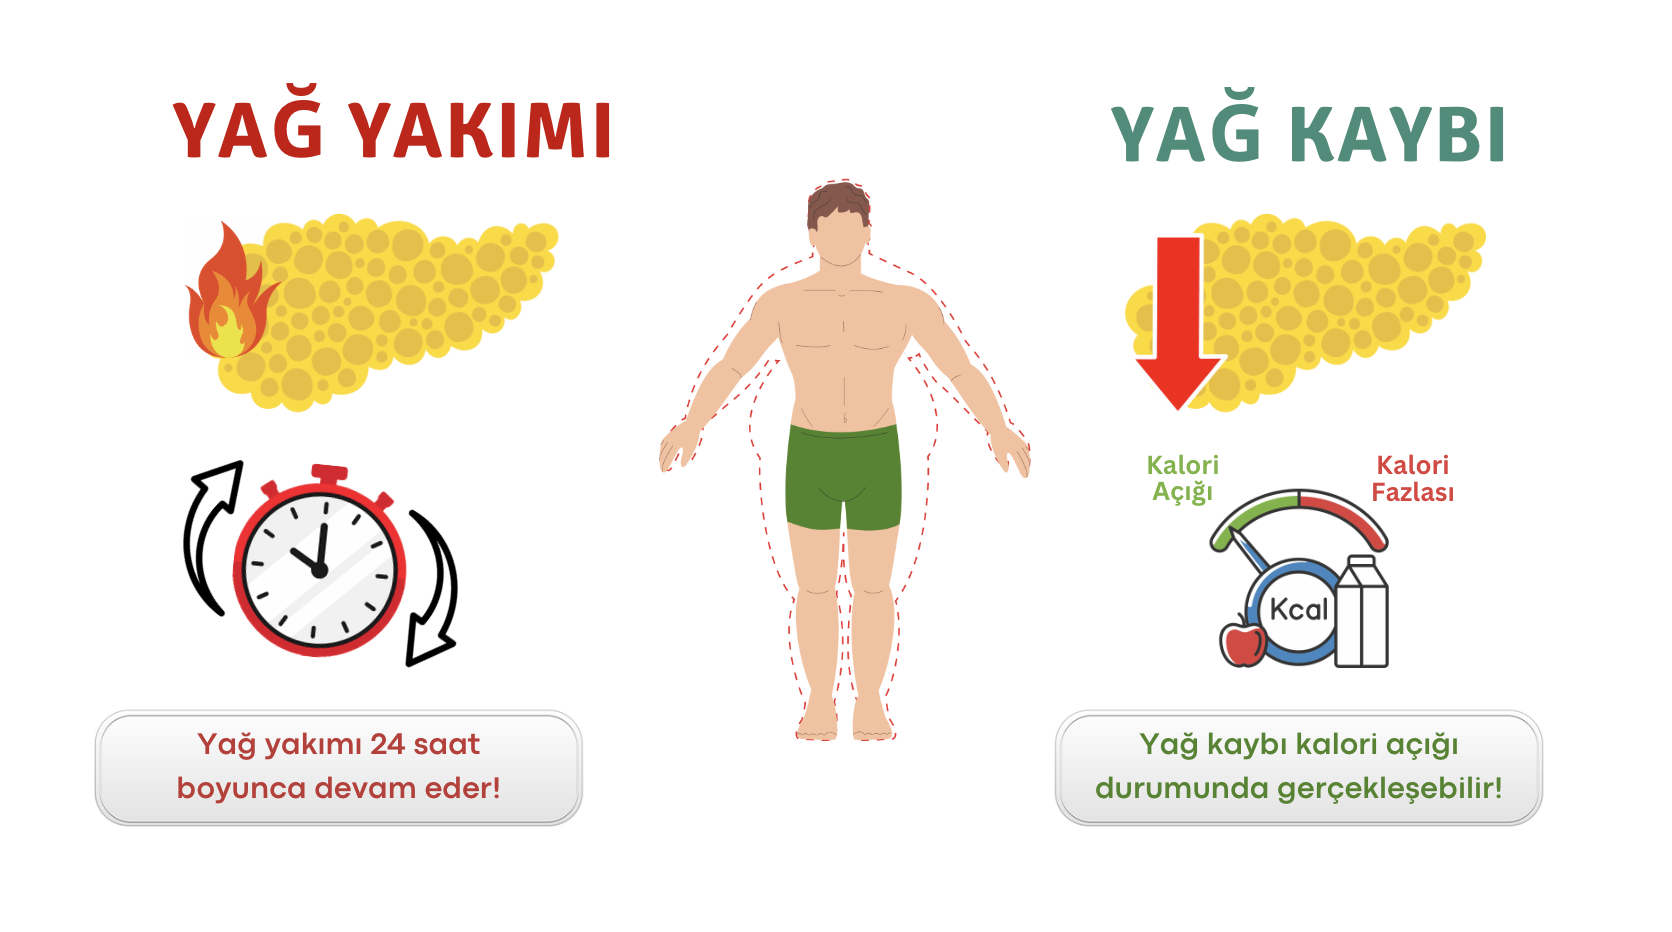 YAĞ YAKIMI
YAĞ KAYBI
Kalori
Açığı
Kalori
Fazlası
Kcal
Yağ yakımı 24 saat
boyunca devam eder!
Yağ kaybı kalori açığı
durumunda gerçekleşebilir!